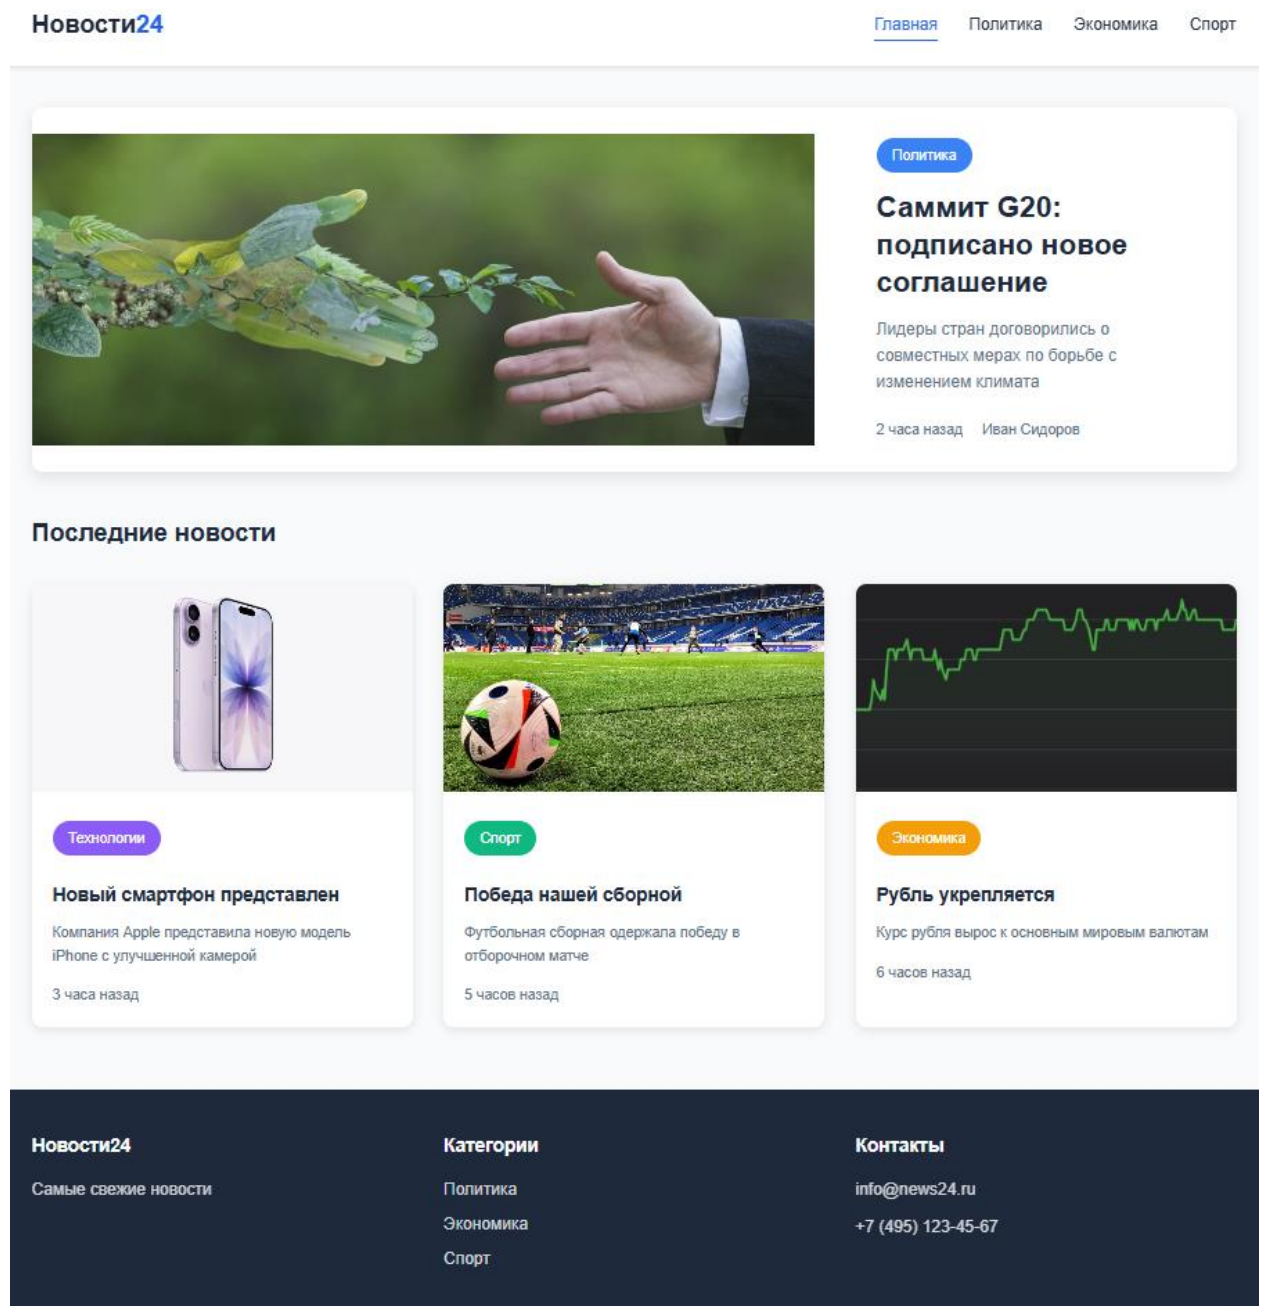 Новости24
Главная Политика Экономика Спорт
Политика
Саммит G20:
подписано новое
соглашение
Лидеры стран договорились о
совместных мерах по борьбе с
изменением климата
2 часа назад Иван Сидоров
Последние новости
Технологии
Новый смартфон представлен
Компания Apple представила новую модель
iPhone с улучшенной камерой
3 часа назад
Спорт
Победа нашей сборной
Футбольная сборная одержала победу в
отборочном матче
5 часов назад
Экономика
Рубль укрепляется
Курс рубля вырос к основным мировым валютам
6 часов назад
Новости24
Самые свежие новости
Категории
Политика
Экономика
Спорт
Контакты
info@news24.ru
+7 (495) 123-45-67